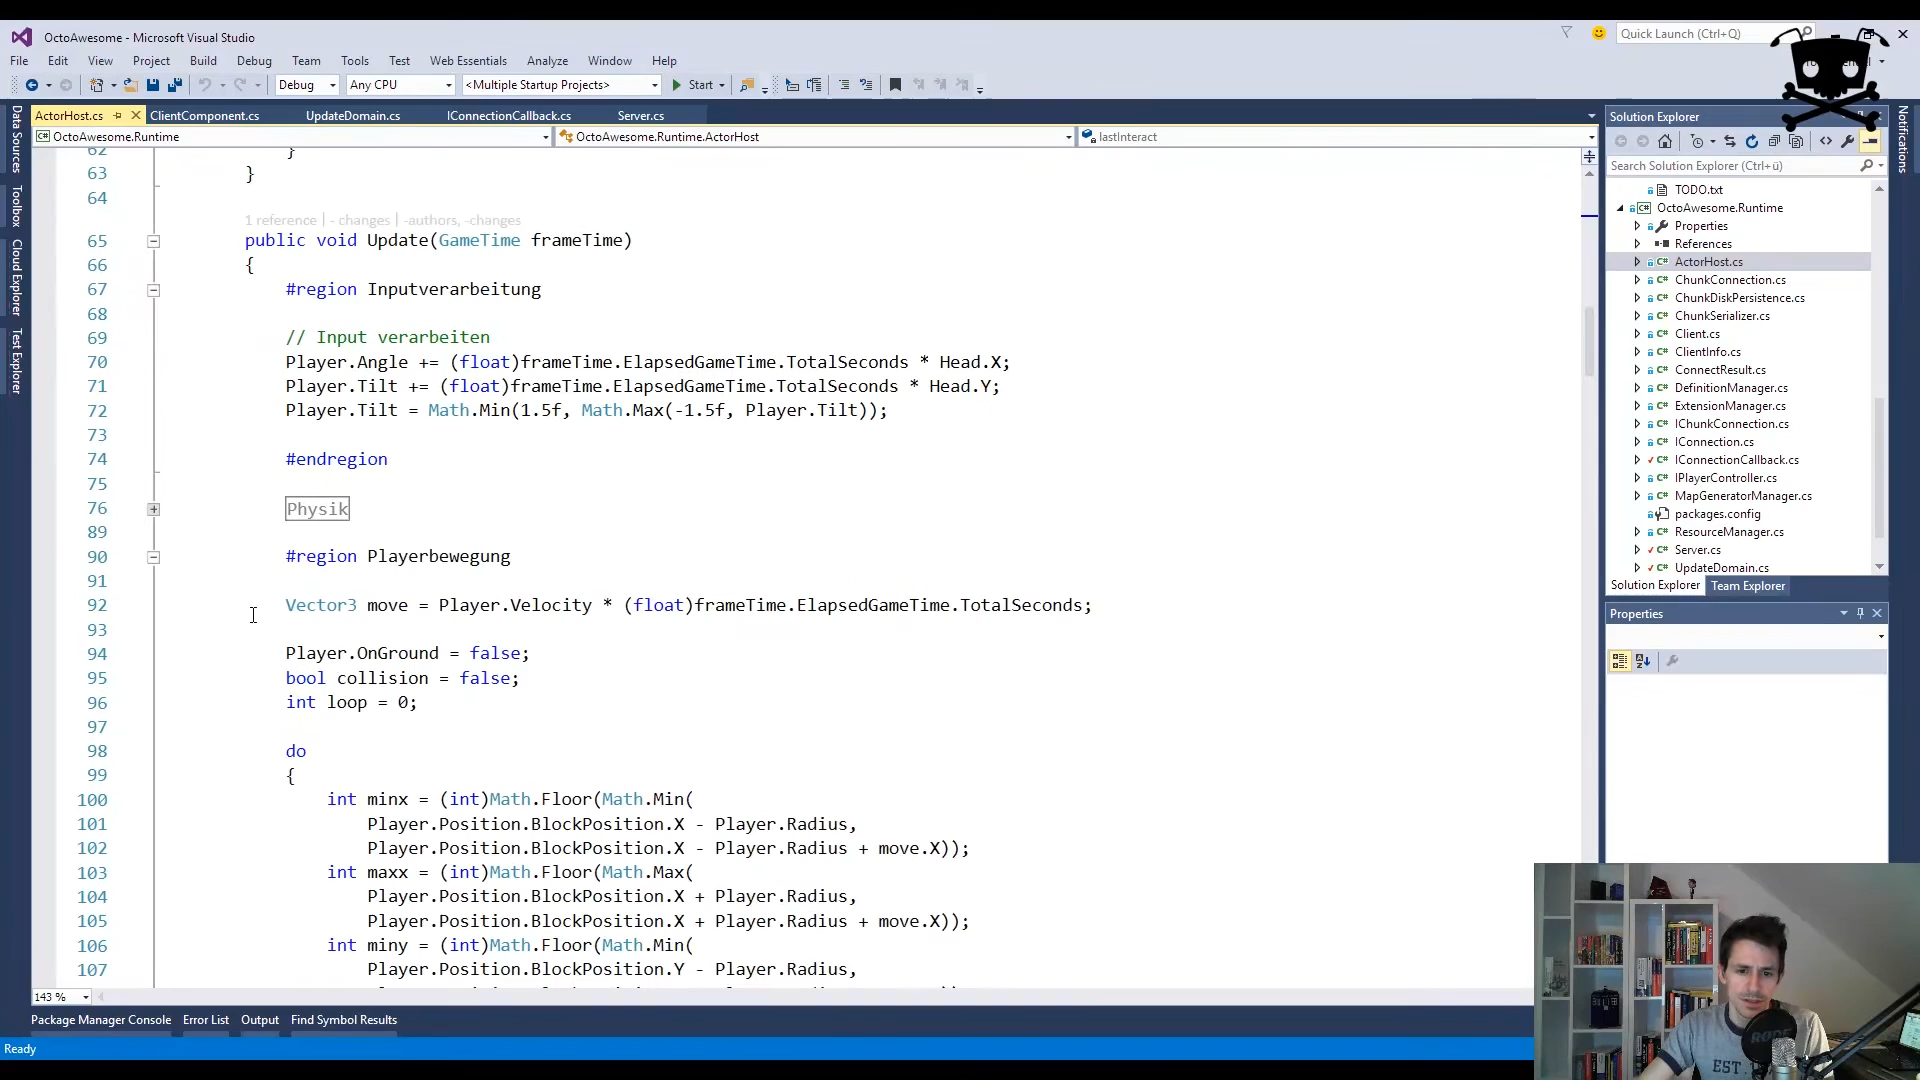 OctoAwesome - Microsoft Visual Studio
Quick Launch (Ctrl+Q)
File Edit View Project Build Debug Team Tools Test Web Essentials Analyze Window Help
Debug Any CPU <Multiple Startup Projects> Start
ActorHost.cs ClientComponent.cs UpdateDomain.cs IConnectionCallback.cs Server.cs
OctoAwesome.Runtime OctoAwesome.Runtime.ActorHost lastInteract
Data Sources
Toolbox
Cloud Explorer
Test Explorer
62 }
63 }
64
1 reference | - changes | -authors, -changes
65 public void Update(GameTime frameTime)
66 {
67 #region Inputverarbeitung
68
69 // Input verarbeiten
70 Player.Angle += (float)frameTime.ElapsedGameTime.TotalSeconds * Head.X;
71 Player.Tilt += (float)frameTime.ElapsedGameTime.TotalSeconds * Head.Y;
72 Player.Tilt = Math.Min(1.5f, Math.Max(-1.5f, Player.Tilt));
73
74 #endregion
75
76 Physik
89
90 #region Playerbewegung
91
92 Vector3 move = Player.Velocity * (float)frameTime.ElapsedGameTime.TotalSeconds;
93
94 Player.OnGround = false;
95 bool collision = false;
96 int loop = 0;
97
98 do
99 {
100 int minx = (int)Math.Floor(Math.Min(
101 Player.Position.BlockPosition.X - Player.Radius,
102 Player.Position.BlockPosition.X - Player.Radius + move.X));
103 int maxx = (int)Math.Floor(Math.Max(
104 Player.Position.BlockPosition.X + Player.Radius,
105 Player.Position.BlockPosition.X + Player.Radius + move.X));
106 int miny = (int)Math.Floor(Math.Min(
107 Player.Position.BlockPosition.Y - Player.Radius,
143 %
Package Manager Console Error List Output Find Symbol Results
Ready
Solution Explorer
Search Solution Explorer (Ctrl+ü)
TODO.txt
OctoAwesome.Runtime
Properties
References
ActorHost.cs
ChunkConnection.cs
ChunkDiskPersistence.cs
ChunkSerializer.cs
Client.cs
ClientInfo.cs
ConnectResult.cs
DefinitionManager.cs
ExtensionManager.cs
IChunkConnection.cs
IConnection.cs
IConnectionCallback.cs
IPlayerController.cs
MapGeneratorManager.cs
packages.config
ResourceManager.cs
Server.cs
UpdateDomain.cs
Solution Explorer Team Explorer
Properties
Notifications
RODE
EST.